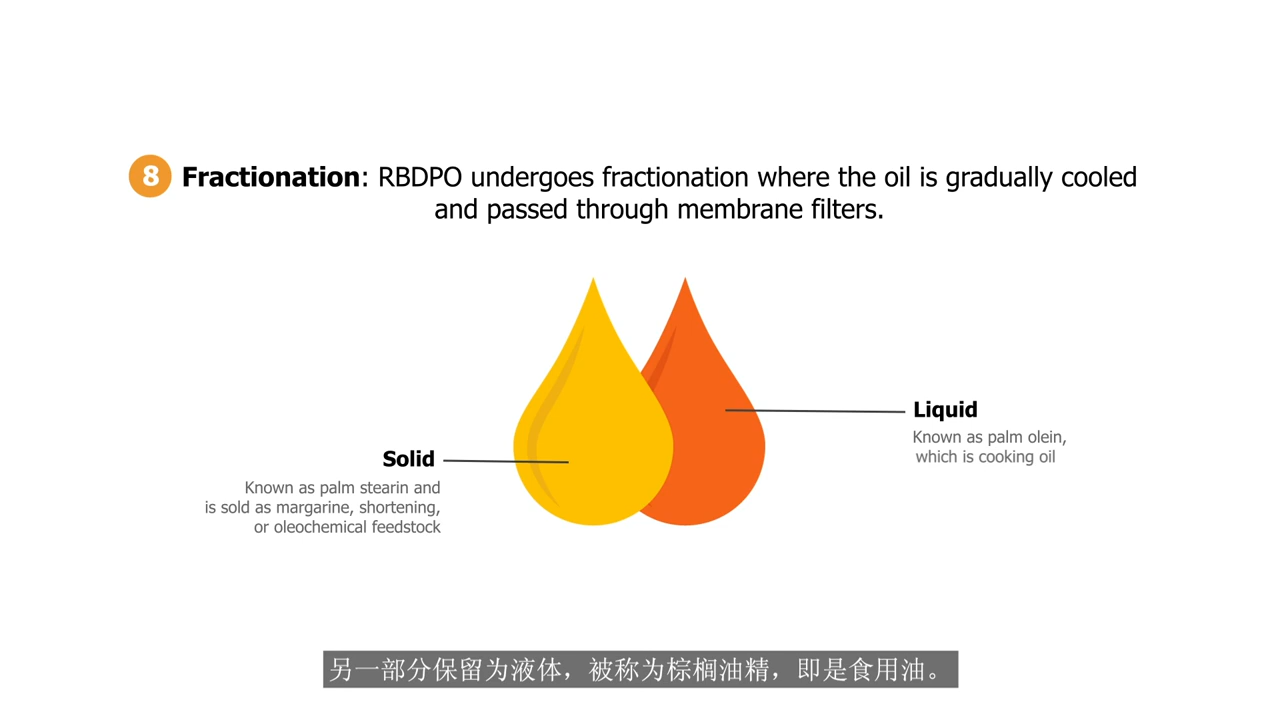 8 Fractionation: RBDPO undergoes fractionation where the oil is gradually cooled
and passed through membrane filters.
Liquid
Known as palm olein,
which is cooking oil
Solid
Known as palm stearin and
is sold as margarine, shortening,
or oleochemical feedstock
另一部分保留为液体，被称为棕榈油精，即是食用油。